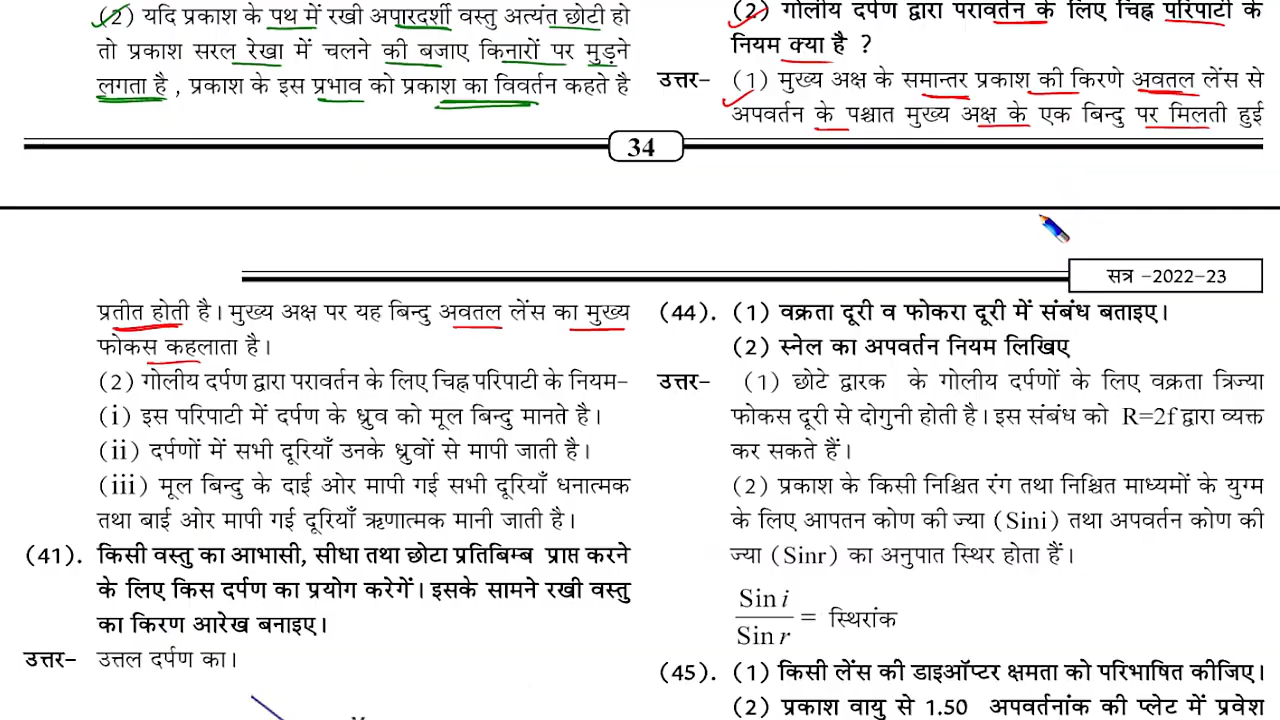 (2) यदि प्रकाश के पथ में रखी अपारदर्शी वस्तु अत्यंत छोटी हो
तो प्रकाश सरल रेखा में चलने की बजाए किनारों पर मुड़ने
लगता है , प्रकाश के इस प्रभाव को प्रकाश का विवर्तन कहते है
(2) गोलीय दर्पण द्वारा परावर्तन के लिए चिह्न परिपाटी के
नियम क्या है ?
उत्तर- (1) मुख्य अक्ष के समान्तर प्रकाश की किरणे अवतल लेंस से
अपवर्तन के पश्चात मुख्य अक्ष के एक बिन्दु पर मिलती हुई
34
सत्र -2022-23
प्रतीत होती है। मुख्य अक्ष पर यह बिन्दु अवतल लेंस का मुख्य
फोकस कहलाता है।
(2) गोलीय दर्पण द्वारा परावर्तन के लिए चिह्न परिपाटी के नियम-
(i) इस परिपाटी में दर्पण के ध्रुव को मूल बिन्दु मानते है।
(ii) दर्पणों में सभी दूरियाँ उनके ध्रुवों से मापी जाती है।
(iii) मूल बिन्दु के दाई ओर मापी गई सभी दूरियाँ धनात्मक
तथा बाई ओर मापी गई दूरियाँ ऋणात्मक मानी जाती है।
(41). किसी वस्तु का आभासी, सीधा तथा छोटा प्रतिबिम्ब प्राप्त करने
के लिए किस दर्पण का प्रयोग करेगें। इसके सामने रखी वस्तु
का किरण आरेख बनाइए।
उत्तर- उत्तल दर्पण का।
(44). (1) वक्रता दूरी व फोकरा दूरी में संबंध बताइए।
(2) स्नेल का अपवर्तन नियम लिखिए
उत्तर- (1) छोटे द्वारक के गोलीय दर्पणों के लिए वक्रता त्रिज्या
फोकस दूरी से दोगुनी होती है। इस संबंध को R=2f द्वारा व्यक्त
कर सकते हैं।
(2) प्रकाश के किसी निश्चित रंग तथा निश्चित माध्यमों के युग्म
के लिए आपतन कोण की ज्या (Sini) तथा अपवर्तन कोण की
ज्या (Sinr) का अनुपात स्थिर होता हैं।
Sin i
= स्थिरांक
Sin r
(45). (1) किसी लेंस की डाइऑप्टर क्षमता को परिभाषित कीजिए।
(2) प्रकाश वायु से 1.50 अपवर्तनांक की प्लेट में प्रवेश